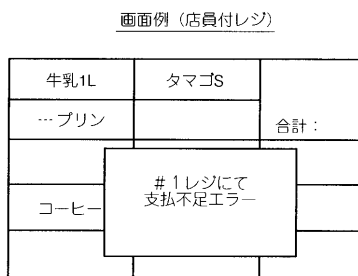 画面例（店員付レジ）
牛乳1L
タマゴS
…プリン
合計：
#1レジにて
支払不足エラー
コーヒー